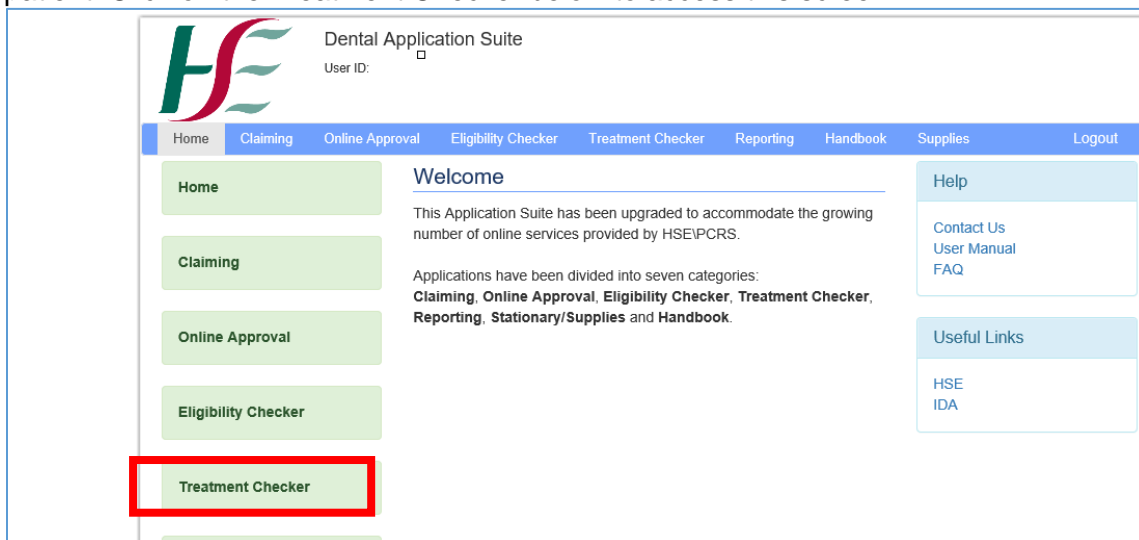 Dental Application Suite
User ID:
Home Claiming Online Approval Eligibility Checker Treatment Checker Reporting Handbook Supplies Logout
Home
Claiming
Online Approval
Eligibility Checker
Treatment Checker
Welcome
This Application Suite has been upgraded to accommodate the growing
number of online services provided by HSE\PCRS.
Applications have been divided into seven categories:
Claiming, Online Approval, Eligibility Checker, Treatment Checker,
Reporting, Stationary/Supplies and Handbook.
Help
Contact Us
User Manual
FAQ
Useful Links
HSE
IDA